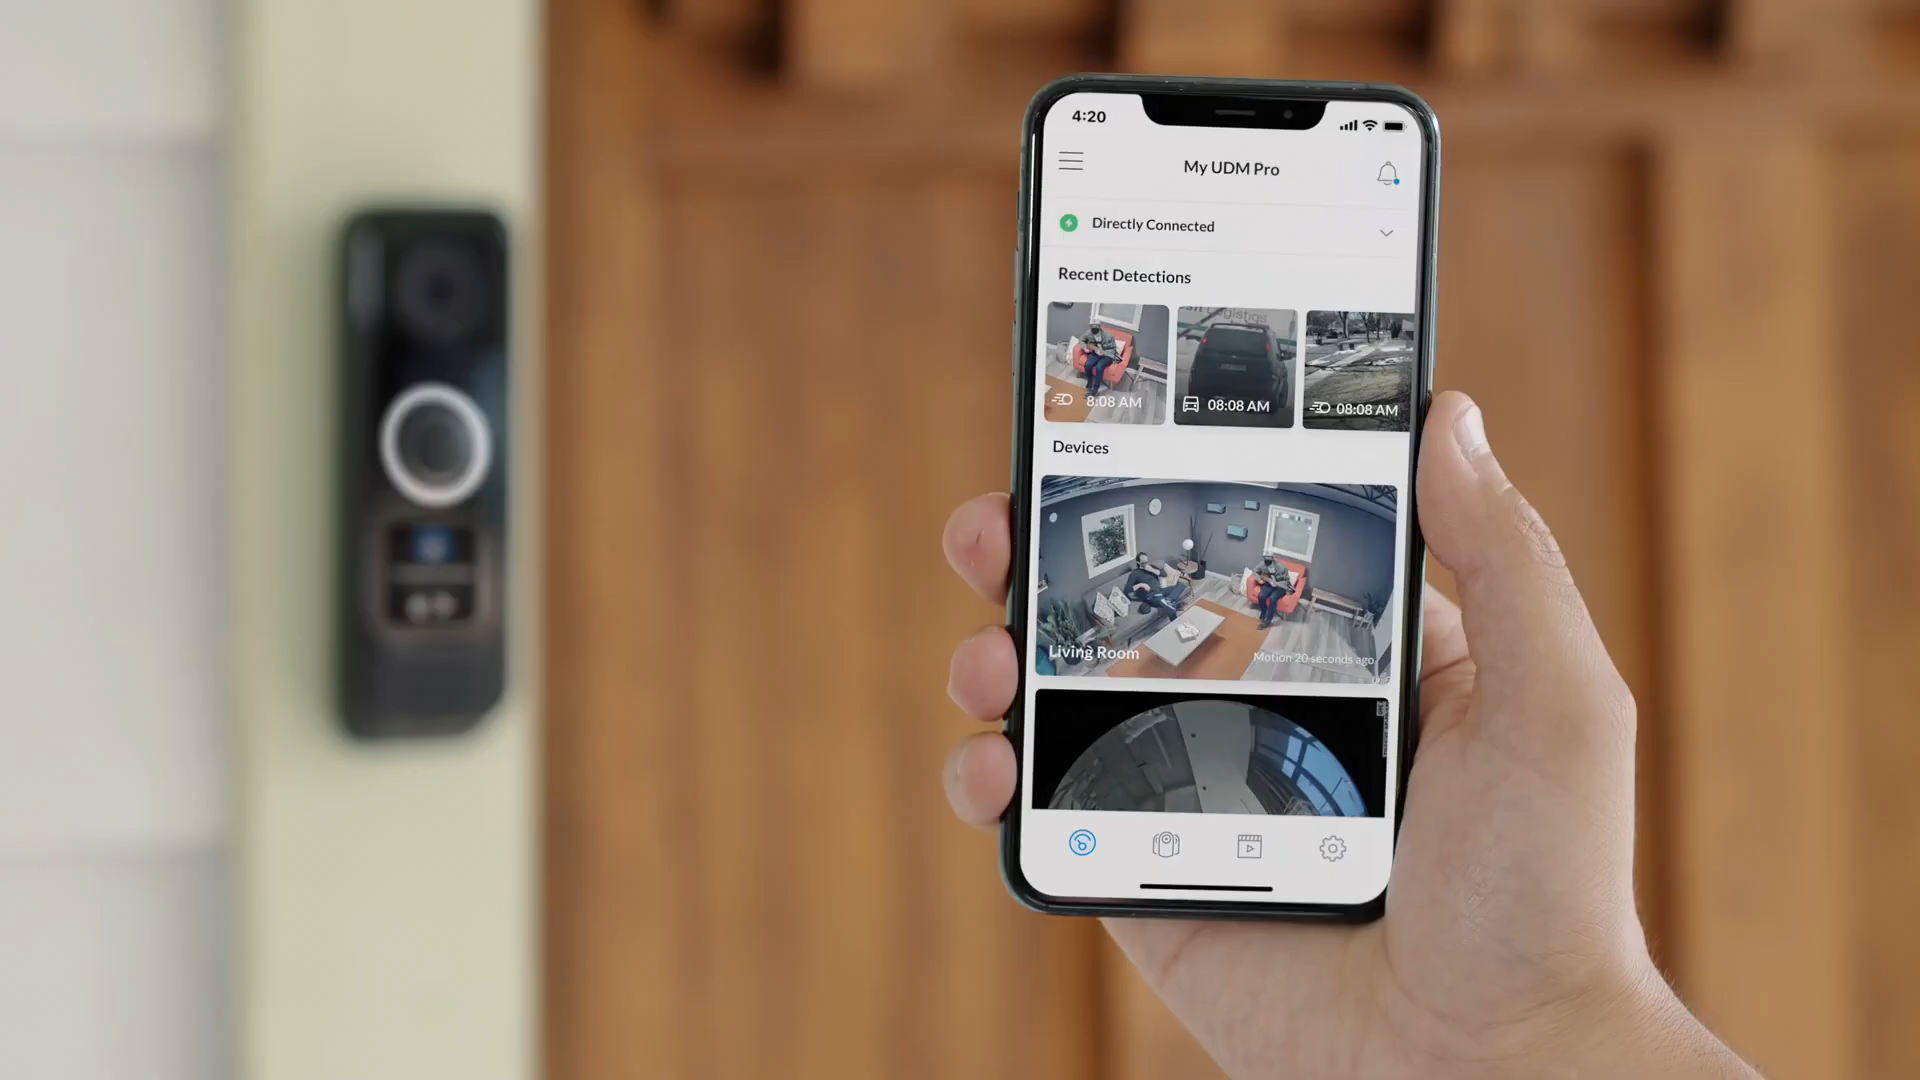 4:20
My UDM Pro
Directly Connected
Recent Detections
8:08 AM
08:08 AM
08:08 AM
Devices
Living Room
Motion 20 seconds ago